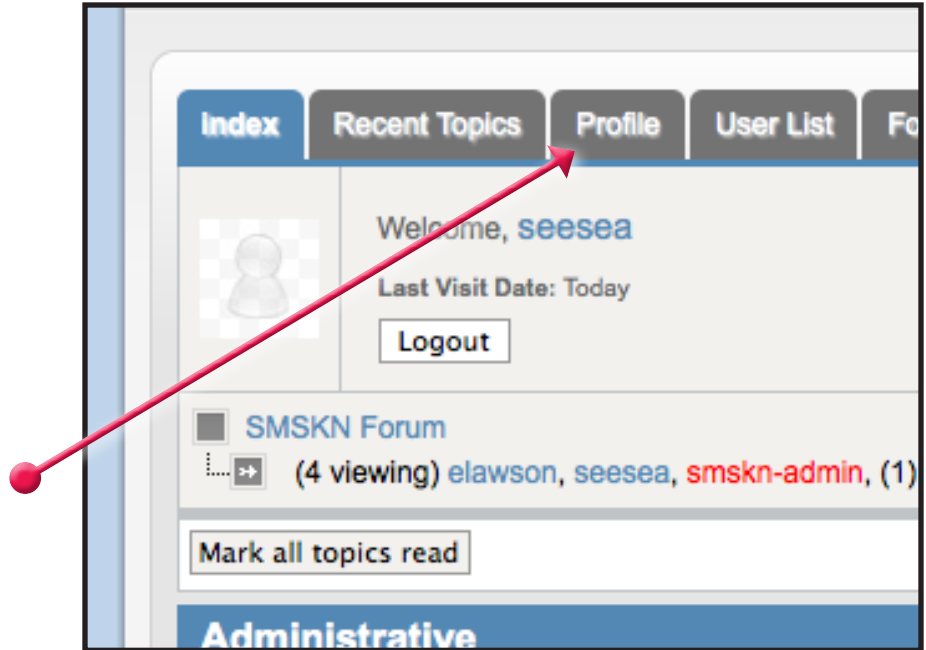 Index Recent Topics Profile User List Fo
Welcome, seesea
Last Visit Date: Today
Logout
SMSKN Forum
(4 viewing) elawson, seesea, smskn-admin, (1)
Mark all topics read
Administrative